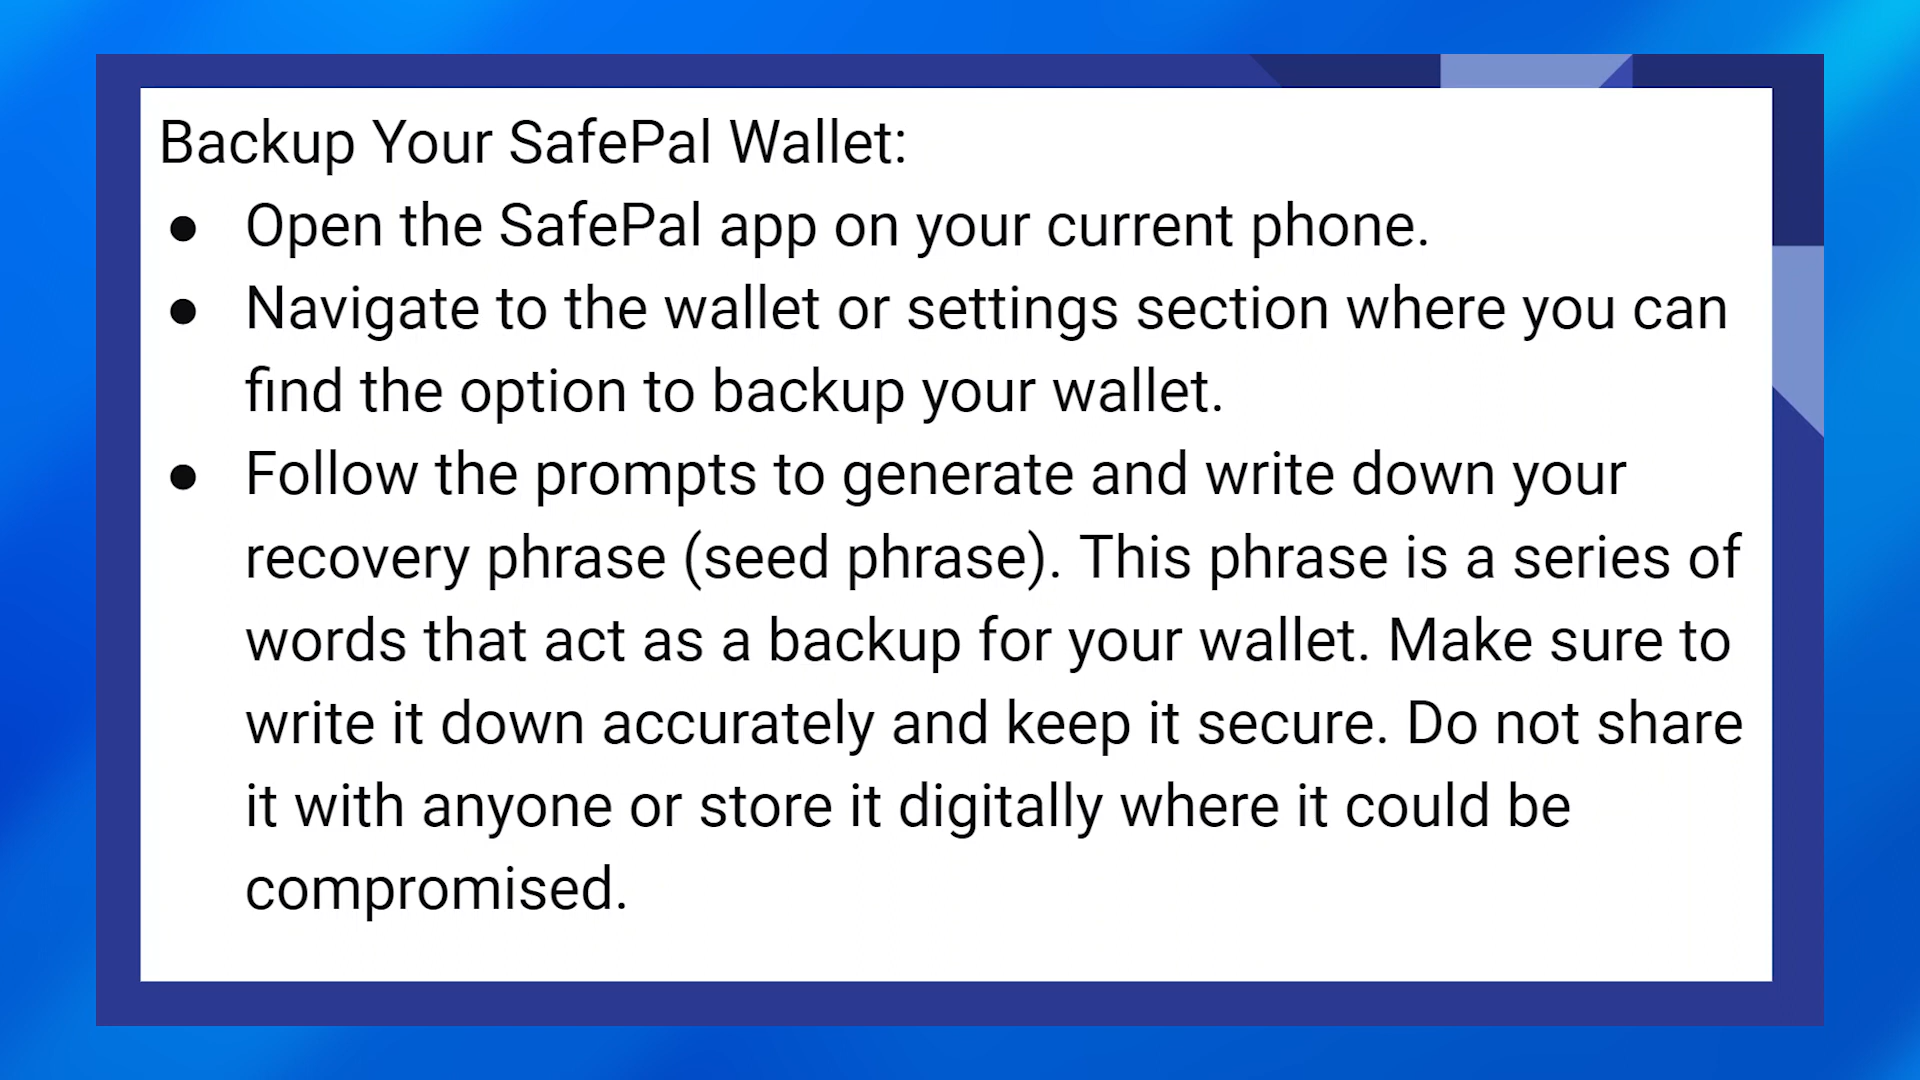 Backup Your SafePal Wallet:
● Open the SafePal app on your current phone.
● Navigate to the wallet or settings section where you can
find the option to backup your wallet.
● Follow the prompts to generate and write down your
recovery phrase (seed phrase). This phrase is a series of
words that act as a backup for your wallet. Make sure to
write it down accurately and keep it secure. Do not share
it with anyone or store it digitally where it could be
compromised.